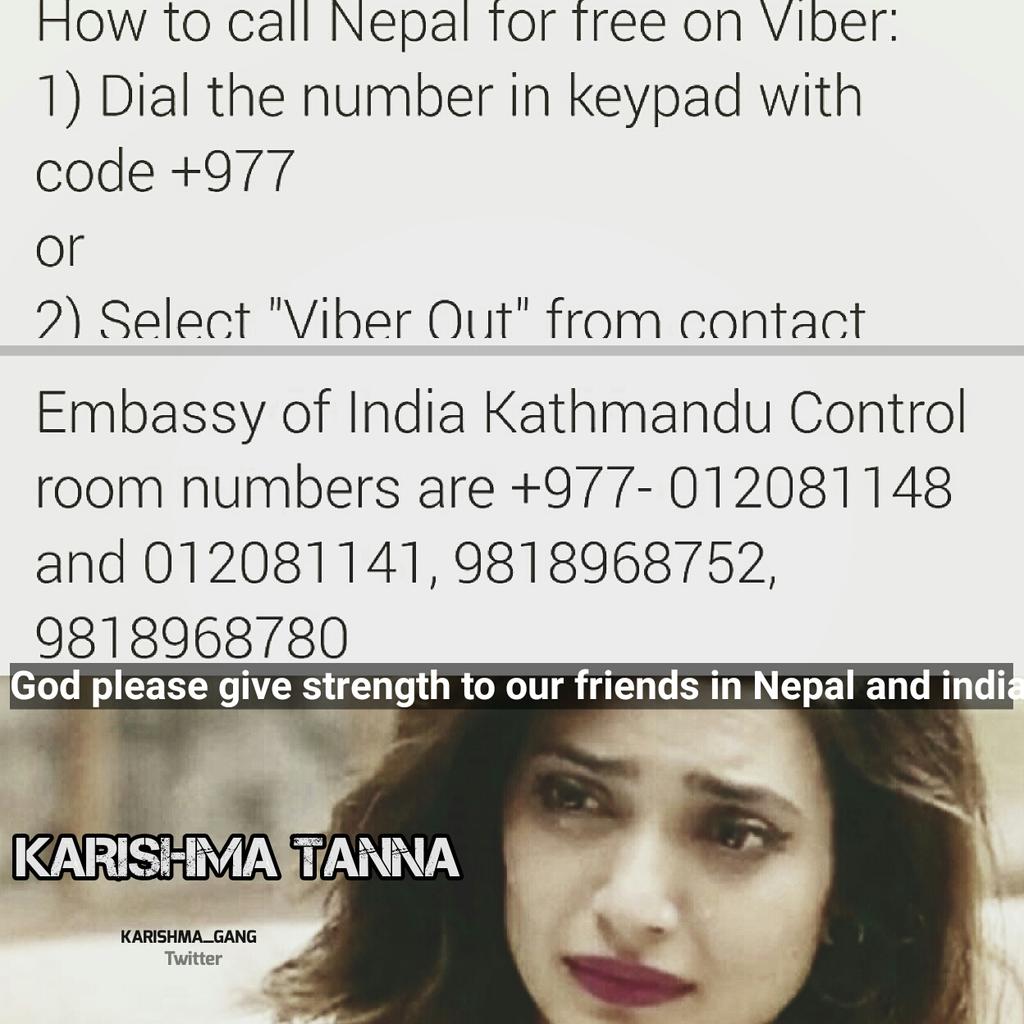 How to call Nepal for free on Viber:
1) Dial the number in keypad with
code +977
or
2) Select "Viber Out" from contact
Embassy of India Kathmandu Control
room numbers are +977- 012081148
and 012081141, 9818968752,
9818968780
God please give strength to our friends in Nepal and india
KARISHMA TANNA
KARISHMA_GANG
Twitter